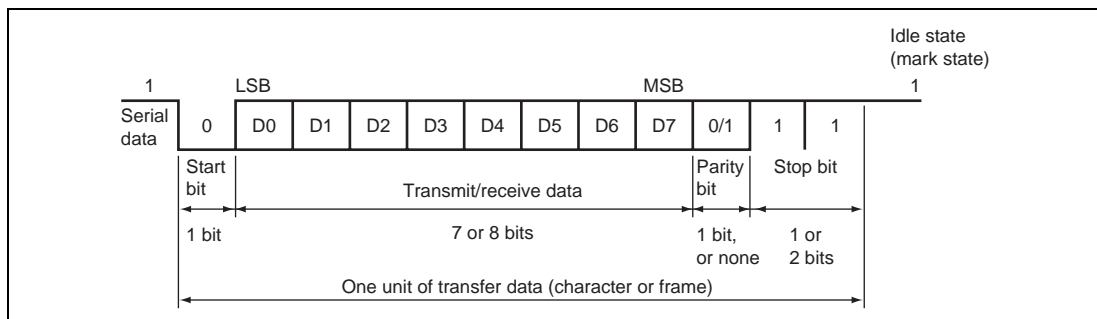 Idle state
(mark state)
1 LSB MSB 1
Serial
data
0 D0 D1 D2 D3 D4 D5 D6 D7 0/1 1 1
Start
bit
Transmit/receive data
Parity
bit
Stop bit
1 bit
7 or 8 bits
1 bit,
or none
1 or
2 bits
One unit of transfer data (character or frame)